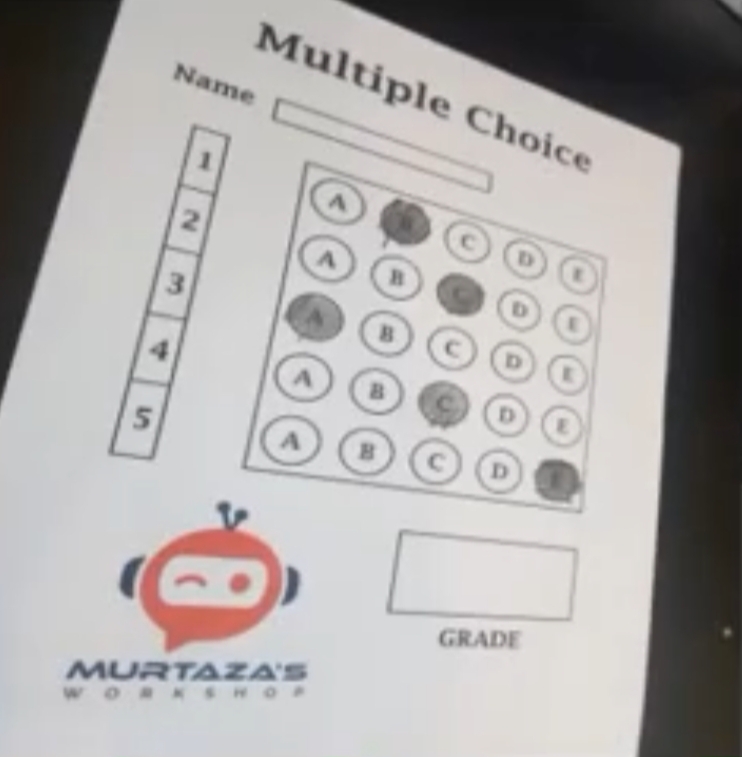 Multiple Choice
Name
1
A C D E
2
A B C D E
3
A B C D E
4
A B C D E
5
A B C D
GRADE
MURTAZA'S
WORKSHOP